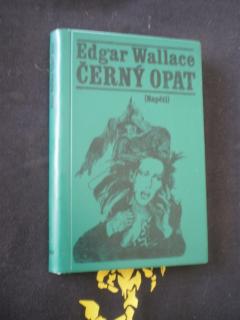 Edgar Wallace
ČERNÝ OPAT
(Napětí)